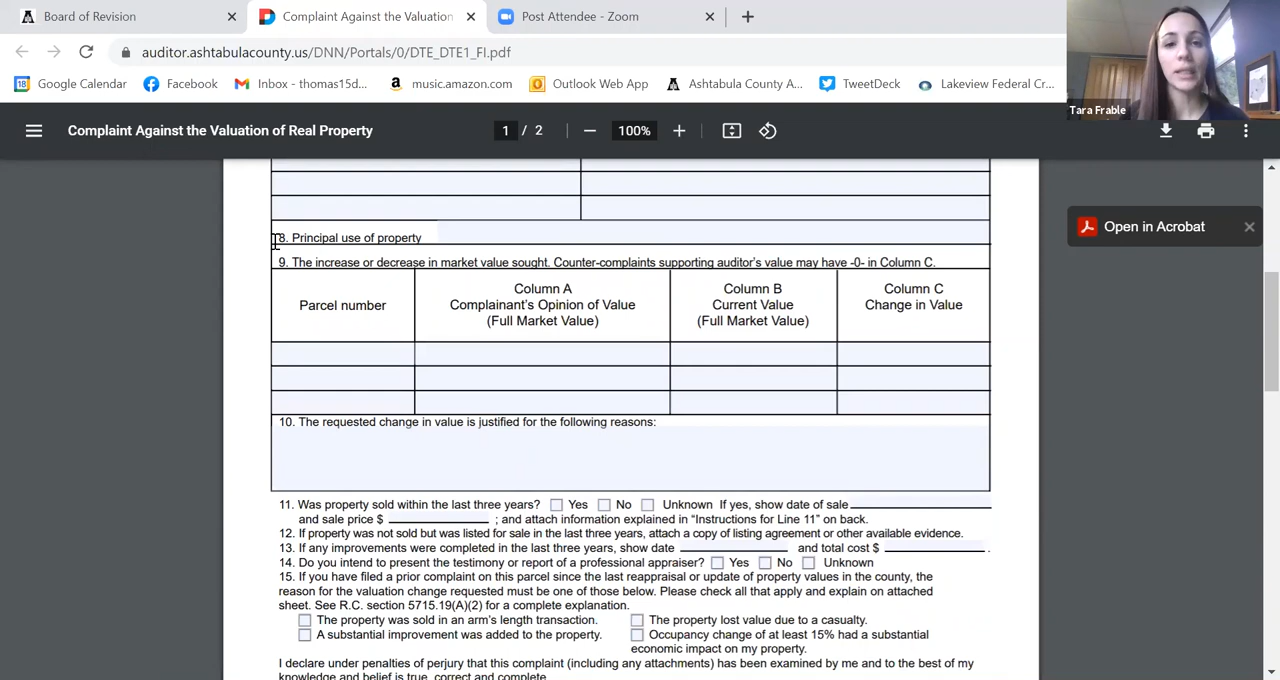 Board of Revision
Complaint Against the Valuation
Post Attendee - Zoom
auditor.ashtabulacounty.us/DNN/Portals/0/DTE_DTE1_FI.pdf
18 Google Calendar
Facebook
Inbox - thomas15d...
music.amazon.com
Outlook Web App
Ashtabula County A...
TweetDeck
Lakeview Federal Cr...
Tara Frable
Complaint Against the Valuation of Real Property
1 / 2
100%
Open in Acrobat
8. Principal use of property
9. The increase or decrease in market value sought. Counter-complaints supporting auditor's value may have -0- in Column C.
Parcel number
Column A
Complainant's Opinion of Value
(Full Market Value)
Column B
Current Value
(Full Market Value)
Column C
Change in Value
10. The requested change in value is justified for the following reasons:
11. Was property sold within the last three years? Yes No Unknown If yes, show date of sale
and sale price $ ; and attach information explained in “Instructions for Line 11” on back.
12. If property was not sold but was listed for sale in the last three years, attach a copy of listing agreement or other available evidence.
13. If any improvements were completed in the last three years, show date and total cost $ .
14. Do you intend to present the testimony or report of a professional appraiser? Yes No Unknown
15. If you have filed a prior complaint on this parcel since the last reappraisal or update of property values in the county, the
reason for the valuation change requested must be one of those below. Please check all that apply and explain on attached
sheet. See R.C. section 5715.19(A)(2) for a complete explanation.
The property was sold in an arm's length transaction.
The property lost value due to a casualty.
A substantial improvement was added to the property.
Occupancy change of at least 15% had a substantial
economic impact on my property.
I declare under penalties of perjury that this complaint (including any attachments) has been examined by me and to the best of my
knowledge and belief is true, correct and complete.